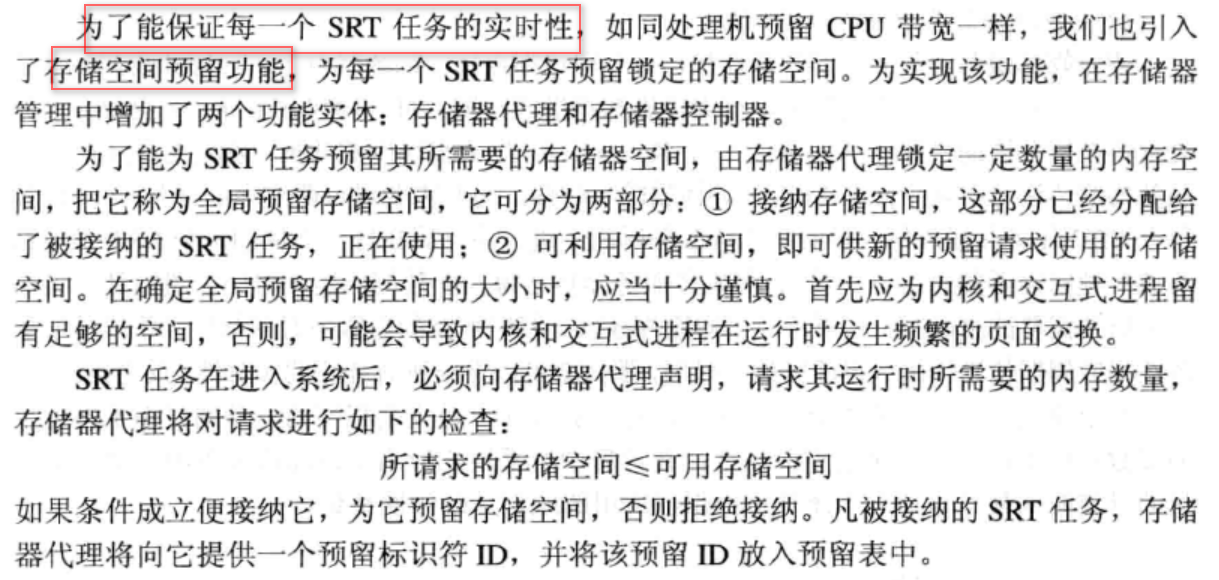 为了能保证每一个 SRT 任务的实时性，如同处理机预留 CPU 带宽一样，我们也引入
了存储空间预留功能，为每一个 SRT 任务预留锁定的存储空间。为实现该功能，在存储器
管理中增加了两个功能实体：存储器代理和存储器控制器。
为了能为 SRT 任务预留其所需要的存储器空间，由存储器代理锁定一定数量的内存空
间，把它称为全局预留存储空间，它可分为两部分：① 接纳存储空间，这部分已经分配给
了被接纳的 SRT 任务，正在使用；② 可利用存储空间，即可供新的预留请求使用的存储
空间。在确定全局预留存储空间的大小时，应当十分谨慎。首先应为内核和交互式进程留
有足够的空间，否则，可能会导致内核和交互式进程在运行时发生频繁的页面交换。
SRT 任务在进入系统后，必须向存储器代理声明，请求其运行时所需要的内存数量，
存储器代理将对请求进行如下的检查：
所请求的存储空间≤可用存储空间
如果条件成立便接纳它，为它预留存储空间，否则拒绝接纳。凡被接纳的 SRT 任务，存储
器代理将向它提供一个预留标识符 ID，并将该预留 ID 放入预留表中。